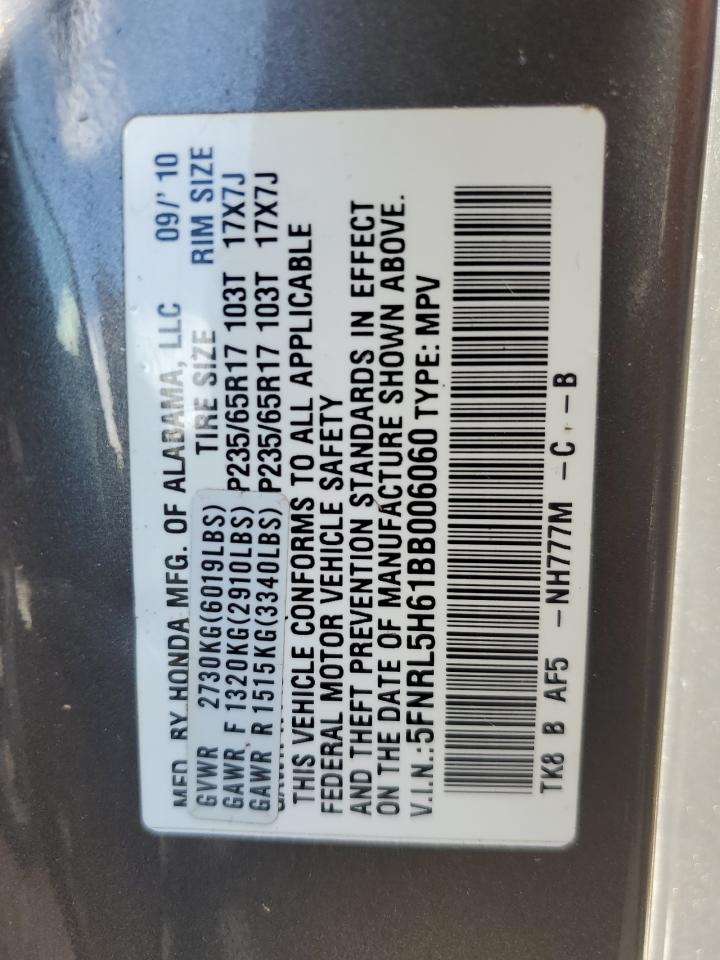 MFD. BY HONDA MFG. OF ALABAMA, LLC 09/'10
TIRE SIZE RIM SIZE
GVWR 2730KG(6019LBS)
GAWR F 1320KG(2910LBS) P235/65R17 103T 17X7J
GAWR R 1515KG(3340LBS) P235/65R17 103T 17X7J
THIS VEHICLE CONFORMS TO ALL APPLICABLE
FEDERAL MOTOR VEHICLE SAFETY
AND THEFT PREVENTION STANDARDS IN EFFECT
ON THE DATE OF MANUFACTURE SHOWN ABOVE.
V.I.N.:5FNRL5H61BB006060 TYPE: MPV
TK8 B AF5 -NH777M -C -B